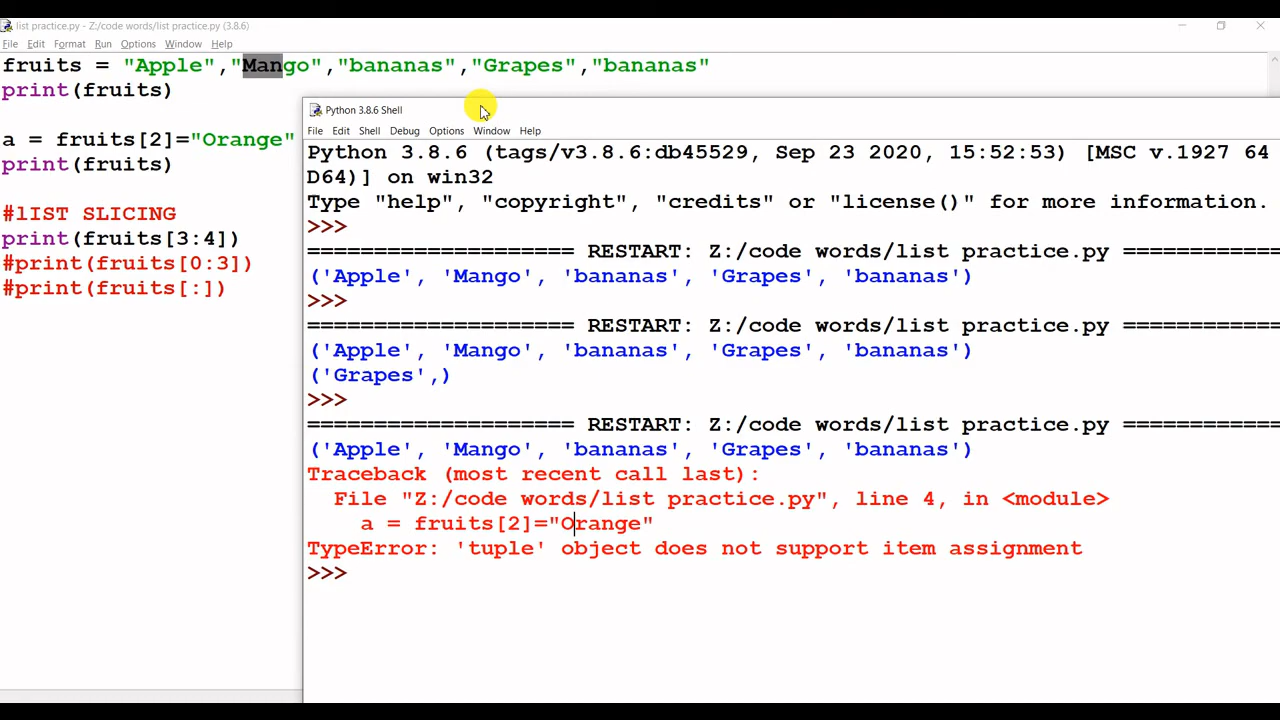 list practice.py - Z:/code words/list practice.py (3.8.6)
File Edit Format Run Options Window Help
fruits = "Apple","Mango","bananas","Grapes","bananas"
print(fruits)
a = fruits[2]="Orange"
print(fruits)
#lIST SLICING
print(fruits[3:4])
#print(fruits[0:3])
#print(fruits[:])
Python 3.8.6 Shell
File Edit Shell Debug Options Window Help
Python 3.8.6 (tags/v3.8.6:db45529, Sep 23 2020, 15:52:53) [MSC v.1927 64
D64)] on win32
Type "help", "copyright", "credits" or "license()" for more information.
>>>
==================== RESTART: Z:/code words/list practice.py ============
('Apple', 'Mango', 'bananas', 'Grapes', 'bananas')
>>>
==================== RESTART: Z:/code words/list practice.py ============
('Apple', 'Mango', 'bananas', 'Grapes', 'bananas')
('Grapes',)
>>>
==================== RESTART: Z:/code words/list practice.py ============
('Apple', 'Mango', 'bananas', 'Grapes', 'bananas')
Traceback (most recent call last):
File "Z:/code words/list practice.py", line 4, in <module>
a = fruits[2]="Orange"
TypeError: 'tuple' object does not support item assignment
>>>